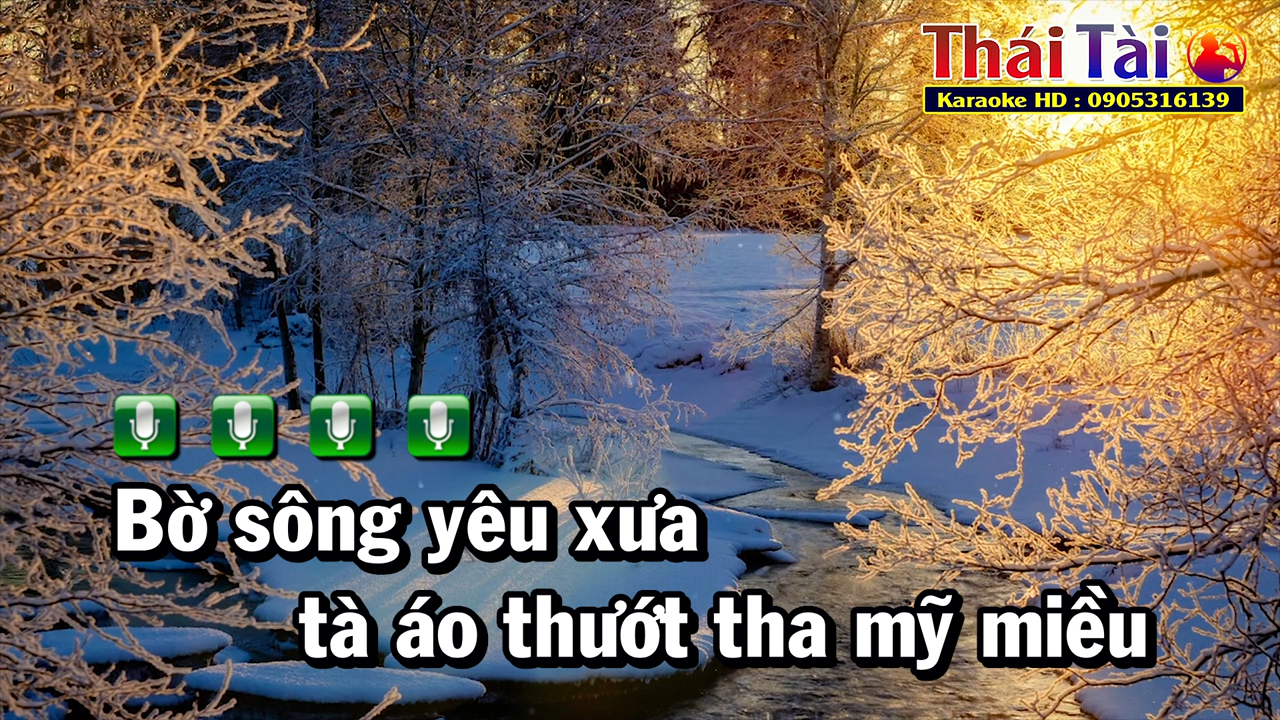 Thái Tài
Karaoke HD : 0905316139
Bờ sông yêu xưa
tà áo thướt tha mỹ miều